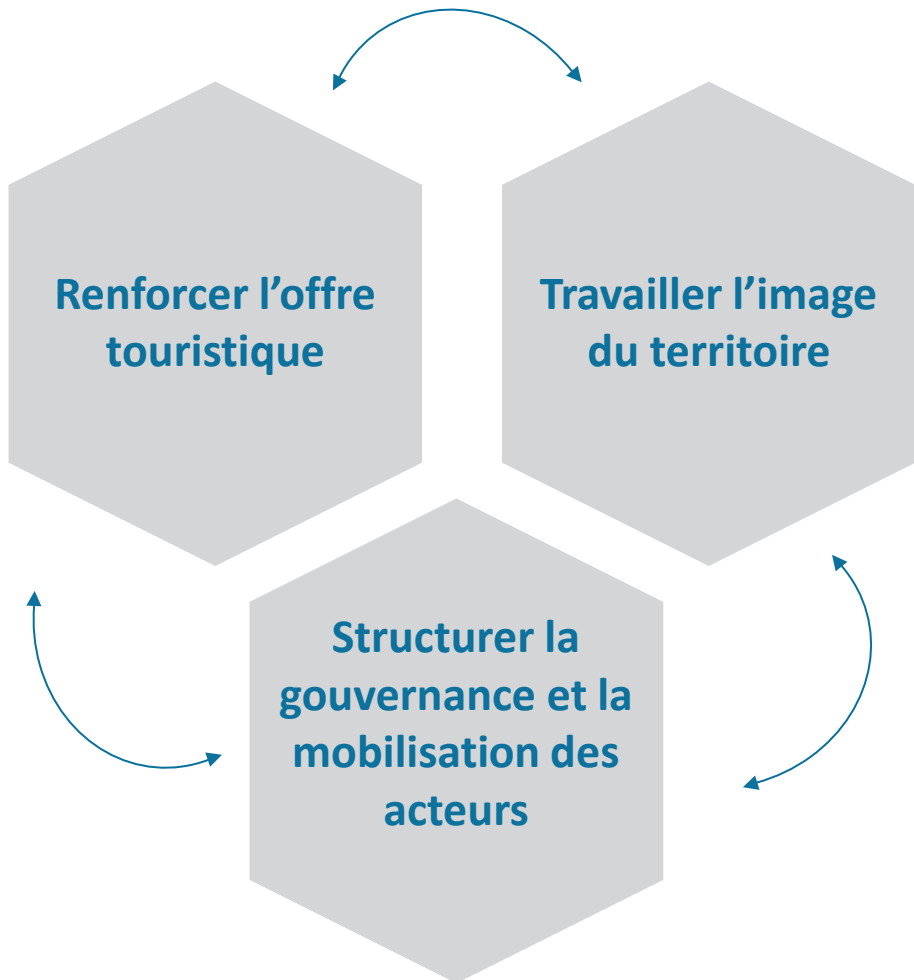 Renforcer l’offre
touristique
Travailler l’image
du territoire
Structurer la
gouvernance et la
mobilisation des
acteurs